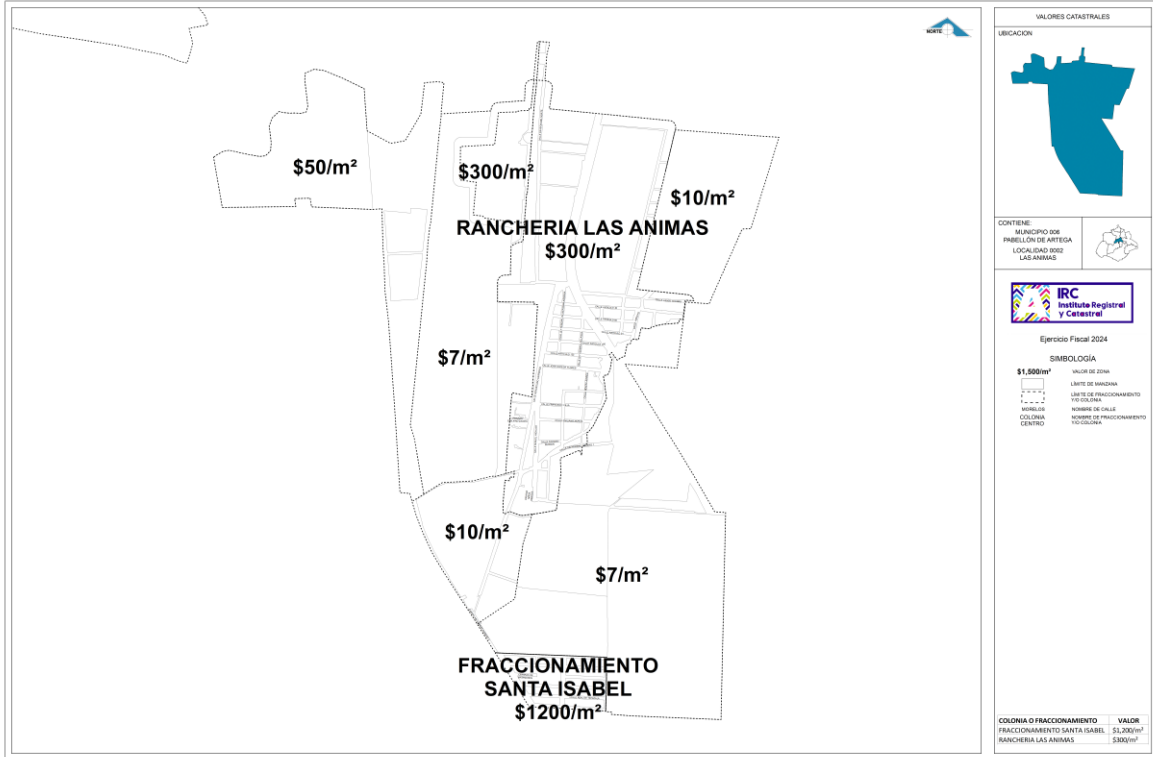 NORTE
$50/m²
$300/m²
$10/m²
RANCHERIA LAS ANIMAS
$300/m²
$7/m²
$10/m²
$7/m²
FRACCIONAMIENTO
SANTA ISABEL
$1200/m²
VALORES CATASTRALES
UBICACION
CONTIENE:
MUNICIPIO 006
PABELLÓN DE ARTEGA
LOCALIDAD 0002
LAS ANIMAS
IRC
Instituto Registral
y Catastral
Ejercicio Fiscal 2024
SIMBOLOGÍA
$1,500/m² VALOR DE ZONA
LÍMITE DE MANZANA
LÍMITE DE FRACCIONAMIENTO
Y/O COLONIA
MORELOS NOMBRE DE CALLE
COLONIA CENTRO NOMBRE DE FRACCIONAMIENTO
Y/O COLONIA
COLONIA O FRACCIONAMIENTO VALOR
FRACCIONAMIENTO SANTA ISABEL $1,200/m²
RANCHERIA LAS ANIMAS $300/m²